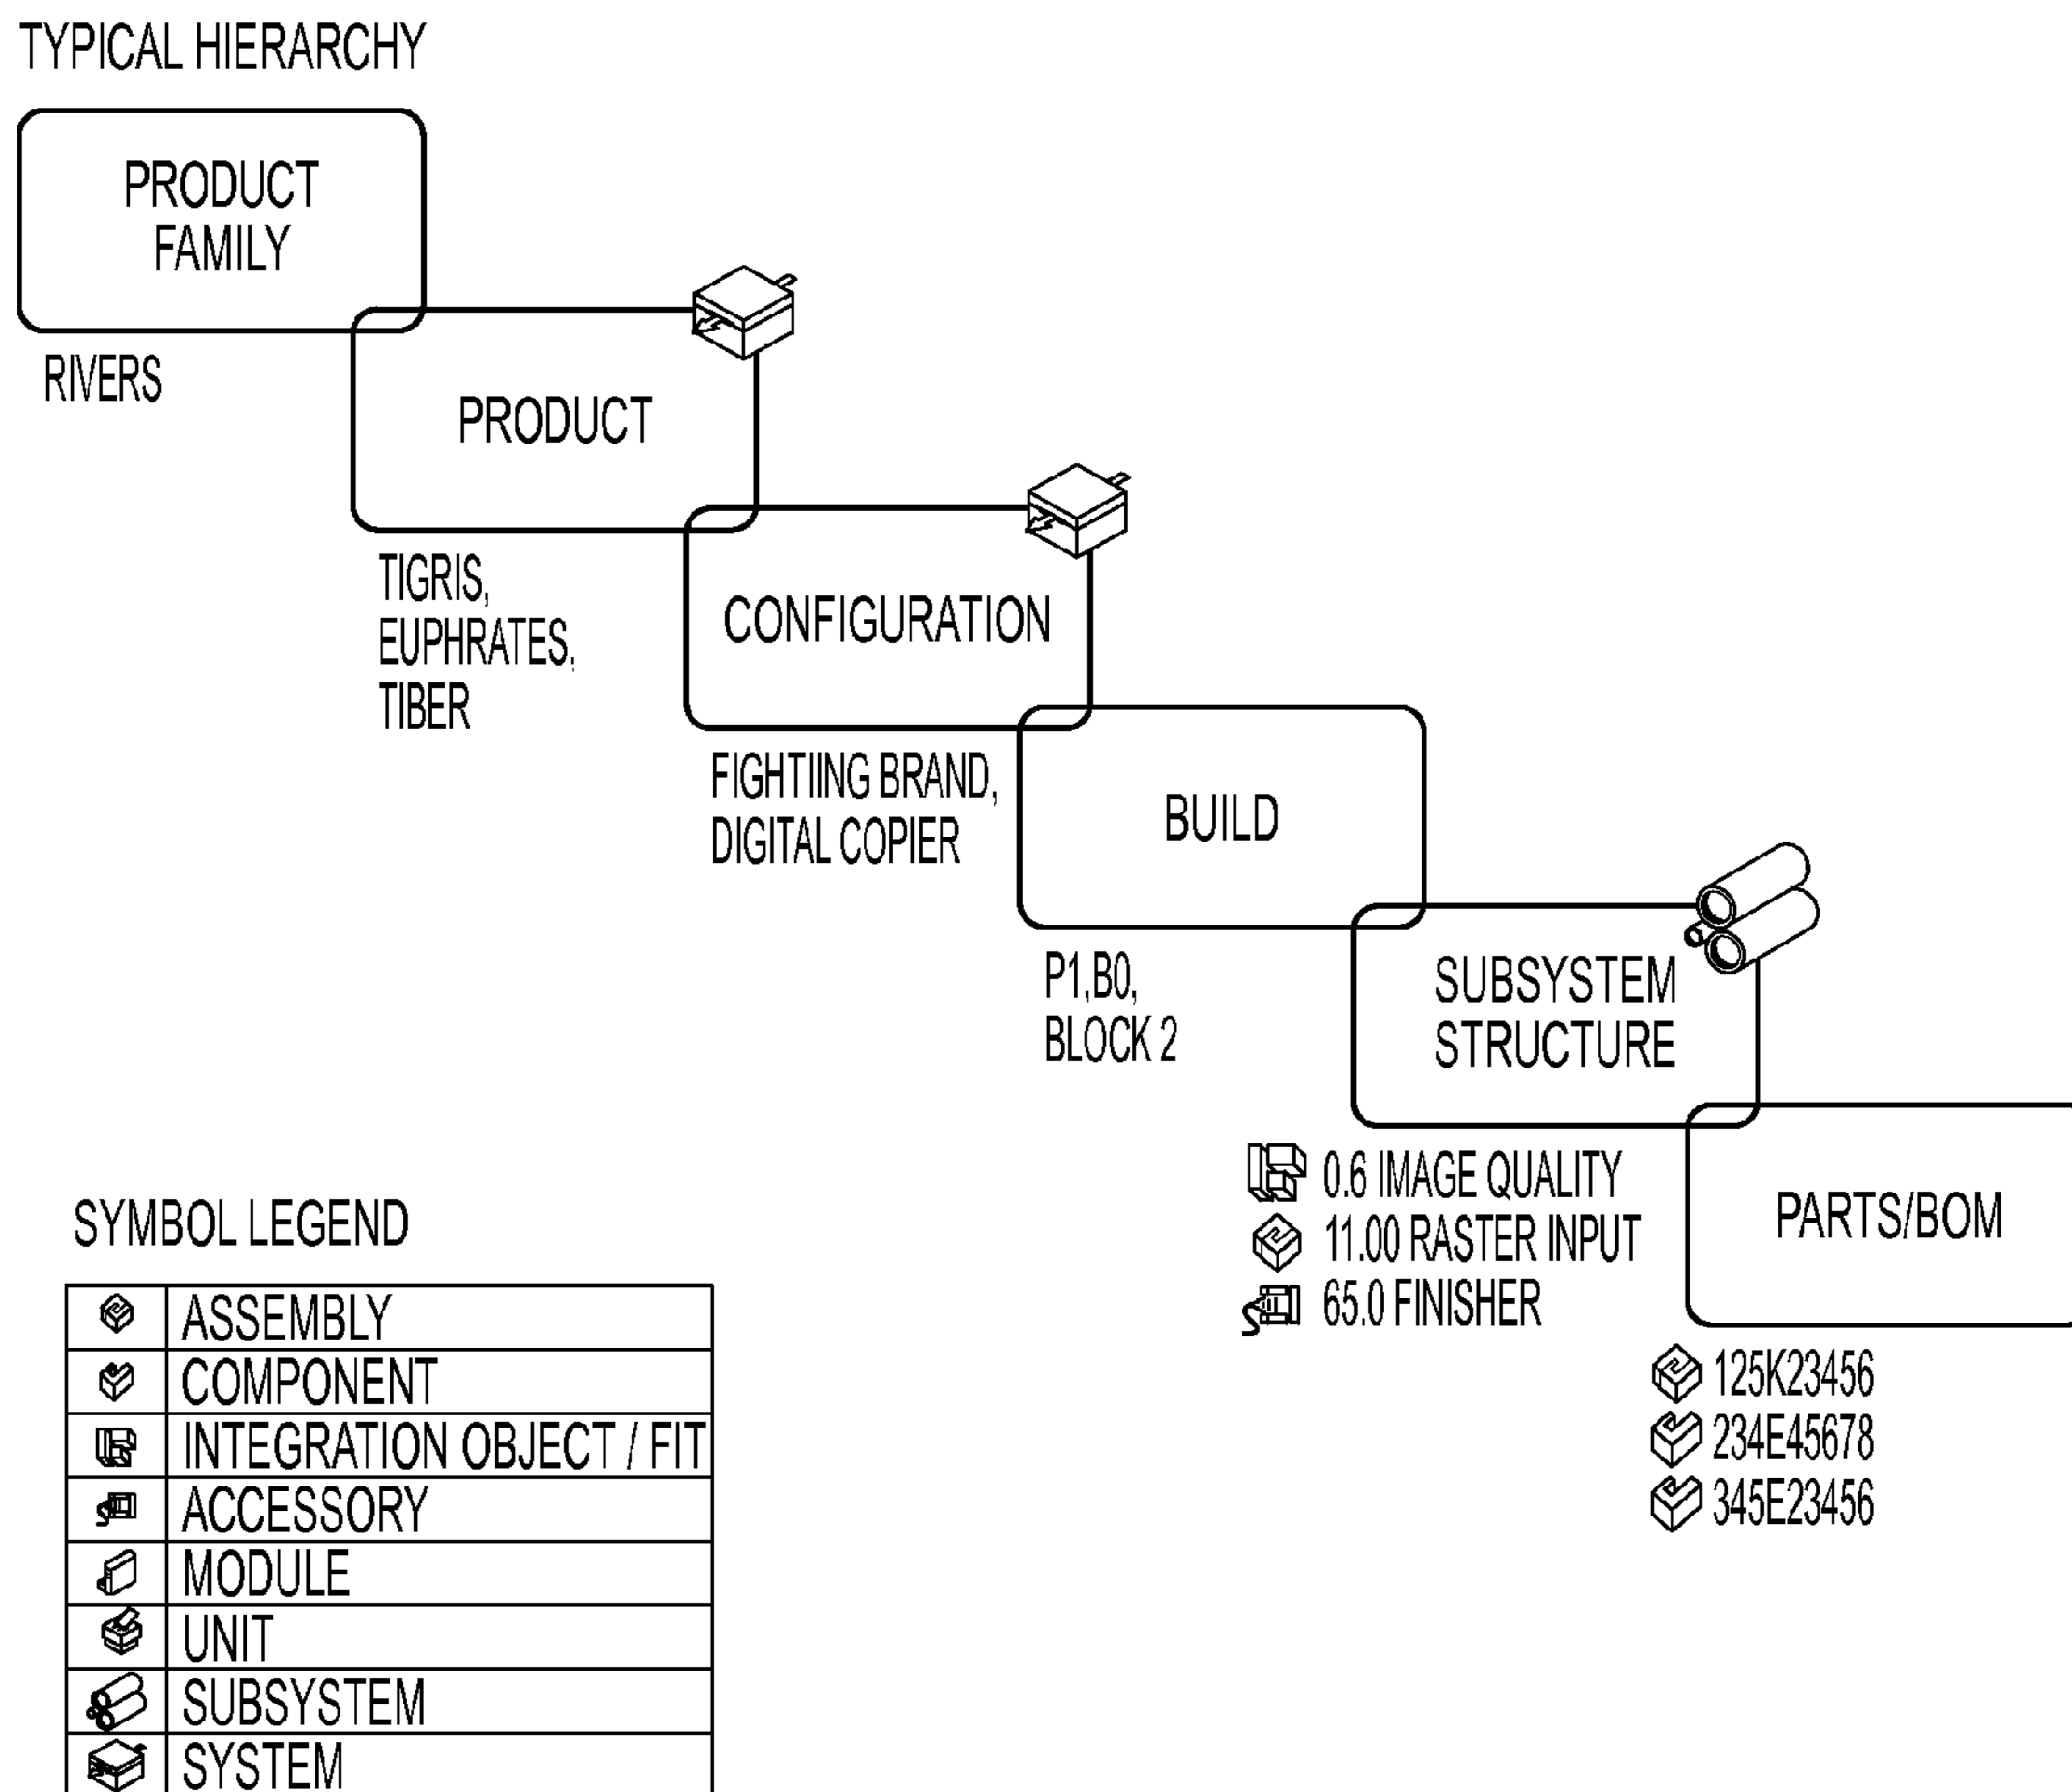 TYPICAL HIERARCHY
PRODUCT
FAMILY
RIVERS
PRODUCT
TIGRIS,
EUPHRATES,
TIBER
CONFIGURATION
FIGHTIING BRAND,
DIGITAL COPIER
BUILD
P1,B0,
BLOCK 2
SUBSYSTEM
STRUCTURE
0.6 IMAGE QUALITY
11.00 RASTER INPUT
65.0 FINISHER
PARTS/BOM
125K23456
234E45678
345E23456
SYMBOL LEGEND
ASSEMBLY
COMPONENT
INTEGRATION OBJECT / FIT
ACCESSORY
MODULE
UNIT
SUBSYSTEM
SYSTEM